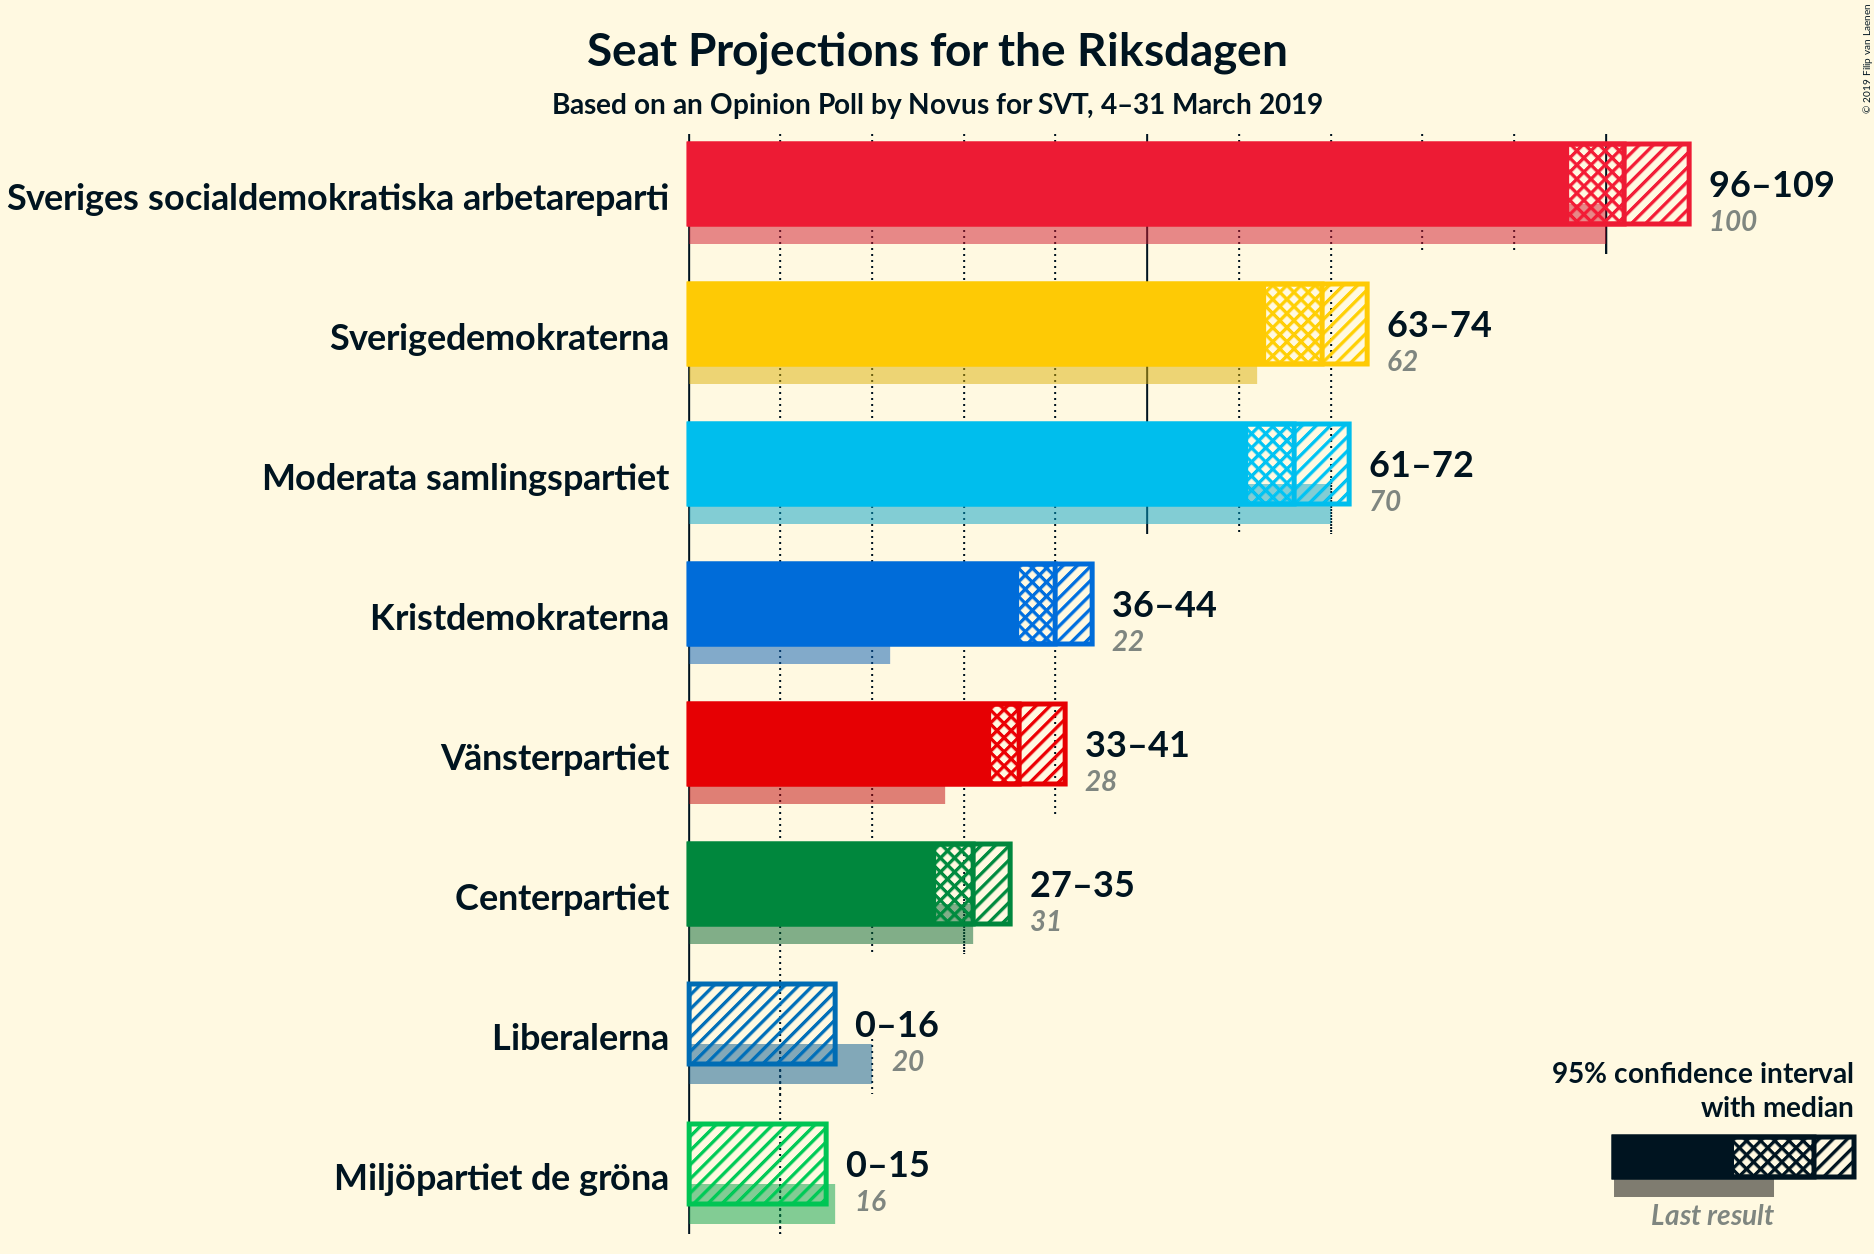 Seat Projections for the Riksdagen
Based on an Opinion Poll by Novus for SVT, 4–31 March 2019
© 2019 Filip van Laenen
Sveriges socialdemokratiska arbetareparti
96–109
100
Sverigedemokraterna
63–74
62
Moderata samlingspartiet
61–72
70
Kristdemokraterna
36–44
22
Vänsterpartiet
33–41
28
Centerpartiet
27–35
31
Liberalerna
0–16
20
Miljöpartiet de gröna
0–15
16
95% confidence interval
with median
Last result